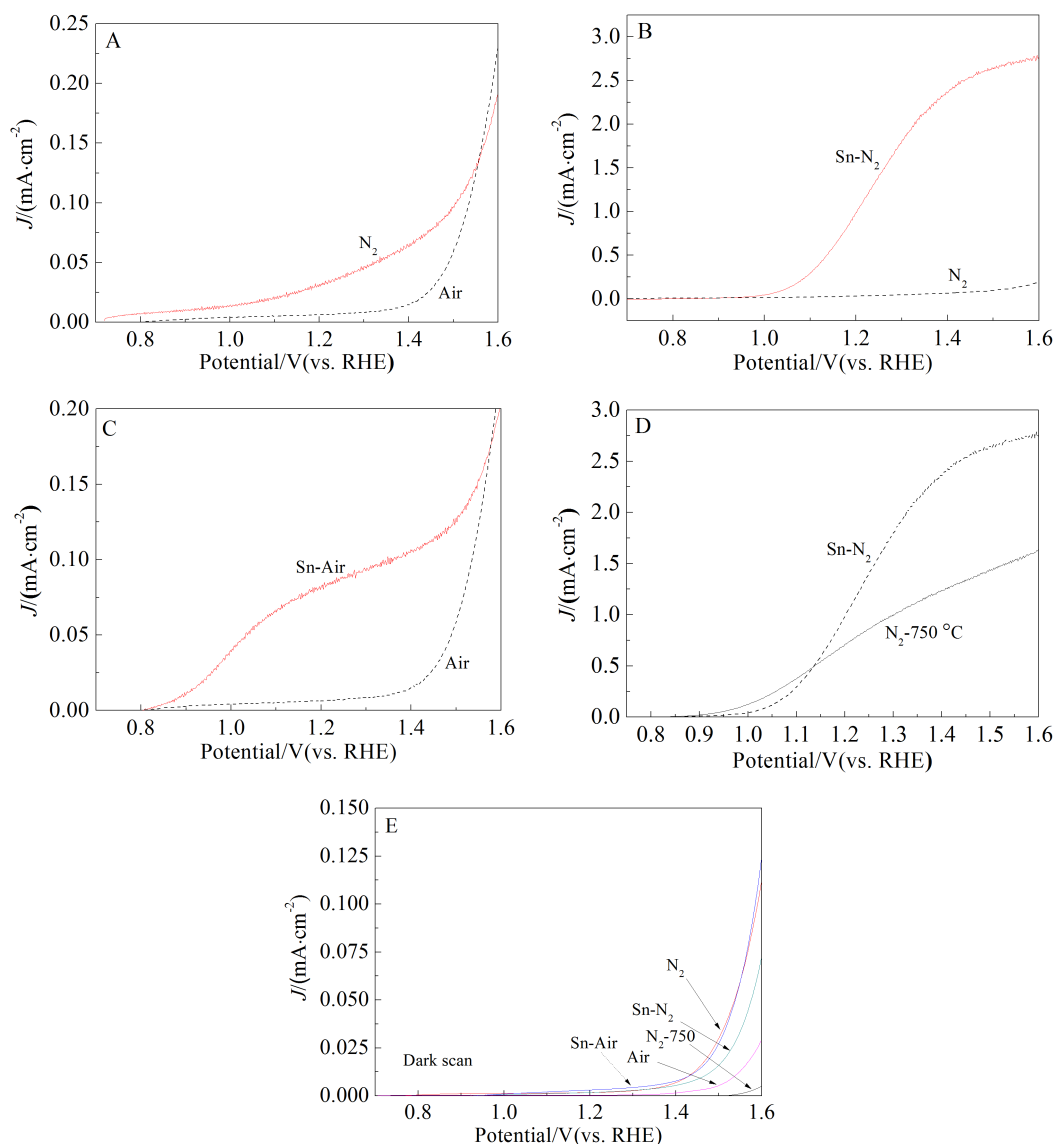 A
0.25
0.20
0.15
0.10
0.05
0.00
J/(mA·cm⁻²)
N₂
Air
0.8 1.0 1.2 1.4 1.6
Potential/V(vs. RHE)
B
3.0
2.5
2.0
1.5
1.0
0.5
0.0
J/(mA·cm⁻²)
Sn-N₂
N₂
0.8 1.0 1.2 1.4 1.6
Potential/V(vs. RHE)
C
0.20
0.15
0.10
0.05
0.00
J/(mA·cm⁻²)
Sn-Air
Air
0.8 1.0 1.2 1.4 1.6
Potential/V(vs. RHE)
D
3.0
2.5
2.0
1.5
1.0
0.5
0.0
J/(mA·cm⁻²)
Sn-N₂
N₂-750 °C
0.8 0.9 1.0 1.1 1.2 1.3 1.4 1.5 1.6
Potential/V(vs. RHE)
E
0.150
0.125
0.100
0.075
0.050
0.025
0.000
J/(mA·cm⁻²)
N₂
Sn-N₂
N₂-750
Sn-Air
Air
Dark scan
0.8 1.0 1.2 1.4 1.6
Potential/V(vs. RHE)